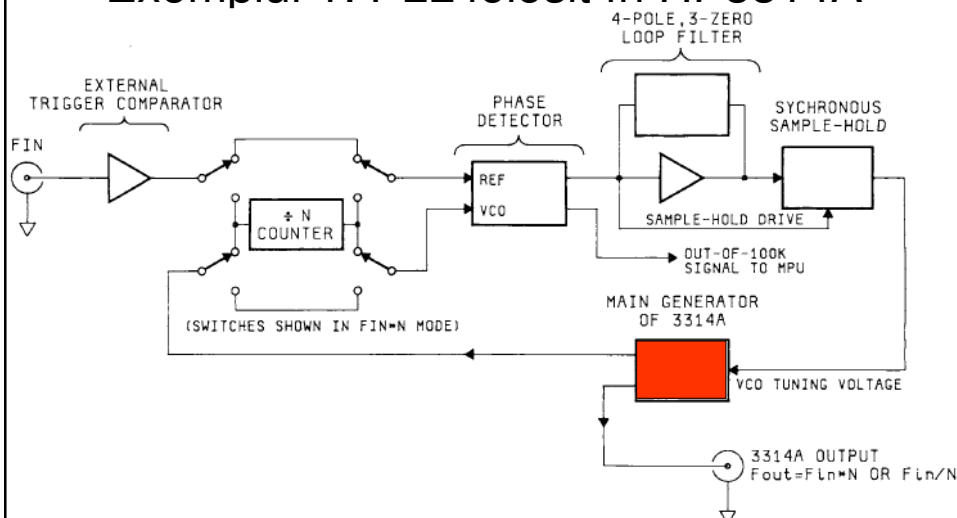 4-POLE,3-ZERO
LOOP FILTER
EXTERNAL
TRIGGER COMPARATOR
PHASE
DETECTOR
SYCHRONOUS
SAMPLE-HOLD
FIN
REF
VCO
÷ N
COUNTER
SAMPLE-HOLD DRIVE
OUT-OF-100K
SIGNAL TO MPU
(SWITCHES SHOWN IN FIN*N MODE)
MAIN GENERATOR
OF 3314A
VCO TUNING VOLTAGE
3314A OUTPUT
Fout=Fin*N OR Fin/N